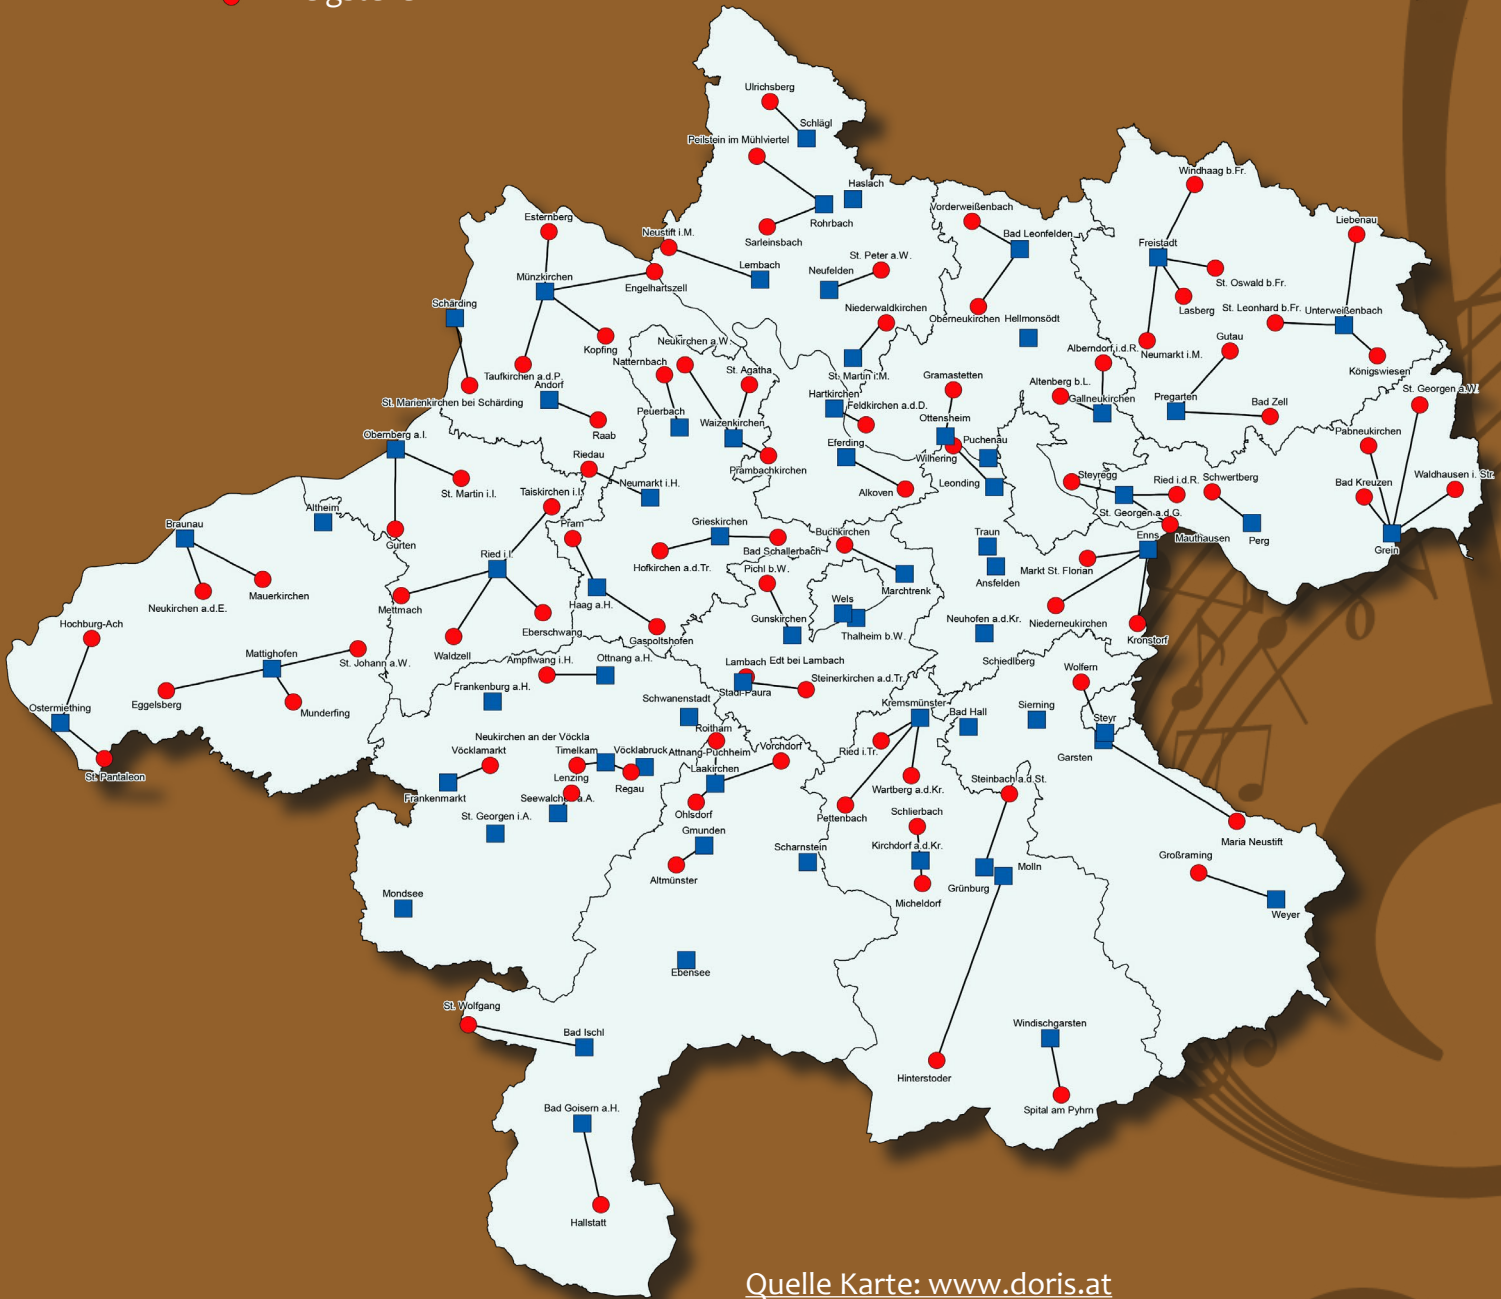 Ulrichsberg
Schlägl
Peilstein im Mühlviertel
Haslach
Rohrbach
Sarleinsbach
Windhaag b.Fr.
Vorderweißenbach
Bad Leonfelden
Liebenau
Esternberg
Neustift i.M.
Freistadt
St. Peter a.W.
Lembach
Neufelden
Münzkirchen
Engelhartszell
St. Oswald b.Fr.
Schärding
Niederwaldkirchen
Oberneukirchen
Hellmonsödt
Lasberg
St. Leonhard b.Fr.
Unterweißenbach
Kopfing
Neukirchen a.W.
Natternbach
St. Agatha
Alberndorf i.d.R.
Neumarkt i.M.
Gutau
Königswiesen
Taufkirchen a.d.P.
St. Martin i.M.
Gramastetten
Altenberg b.L.
Gallneukirchen
Pregarten
Bad Zell
St. Georgen a.W.
St. Marienkirchen bei Schärding
Andorf
Hartkirchen
Feldkirchen a.d.D.
Peuerbach
Waizenkirchen
Ottensheim
Puchenau
Raab
Obernberg a.I.
Pabneukirchen
Eferding
Wilhering
Riedau
Prambachkirchen
Leonding
Steyregg
Ried i.d.R.
Schwertberg
Bad Kreuzen
Waldhausen i. Str.
Neumarkt i.H.
St. Martin i.I.
Taiskirchen i.I.
Alkoven
St. Georgen a.d.G.
Altheim
Braunau
Pram
Grieskirchen
Buchkirchen
Traun
Enns
Mauthausen
Perg
Grein
Gurten
Ried i.I.
Hofkirchen a.d.Tr.
Bad Schallerbach
Markt St. Florian
Pichl b.W.
Ansfelden
Marchtrenk
Neukirchen a.d.E.
Mauerkirchen
Mettmach
Haag a.H.
Wels
Niederneukirchen
Hochburg-Ach
Eberschwang
Gunskirchen
Thalheim b.W.
Neuhofen a.d.Kr.
Kronstorf
Gaspoltshofen
Waldzell
Mattighofen
St. Johann a.W.
Ampflwang i.H.
Ottnang a.H.
Lambach
Edt bei Lambach
Schiedlberg
Wolfern
Frankenburg a.H.
Stadl-Paura
Steinerkirchen a.d.Tr.
Eggelsberg
Munderfing
Ostermiething
Schwanenstadt
Kremsmünster
Bad Hall
Sierning
Steyr
Roitham
Neukirchen an der Vöckla
Vöcklamarkt
Timelkam
Vöcklabruck
Attnang-Puchheim
Vorchdorf
Ried i.Tr.
Garsten
St. Pantaleon
Laakirchen
Lenzing
Regau
Wartberg a.d.Kr.
Steinbach a.d.St.
Frankenmarkt
Seewalchen a.A.
Ohlsdorf
Pettenbach
Schlierbach
St. Georgen i.A.
Gmunden
Maria Neustift
Scharnstein
Kirchdorf a.d.Kr.
Großraming
Altmünster
Grünburg
Molln
Mondsee
Micheldorf
Weyer
Ebensee
St. Wolfgang
Bad Ischl
Windischgarsten
Hinterstoder
Bad Goisern a.H.
Spital am Pyhrn
Hallstatt
Quelle Karte: www.doris.at